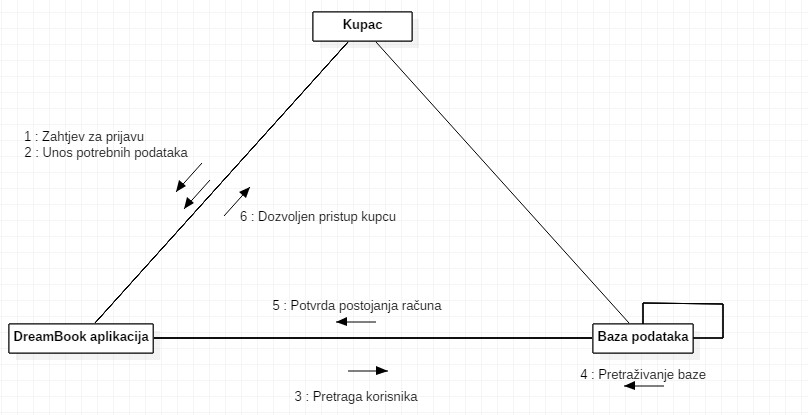 Kupac
1 : Zahtjev za prijavu
2 : Unos potrebnih podataka
6 : Dozvoljen pristup kupcu
5 : Potvrda postojanja računa
DreamBook aplikacija
Baza podataka
4 : Pretraživanje baze
3 : Pretraga korisnika